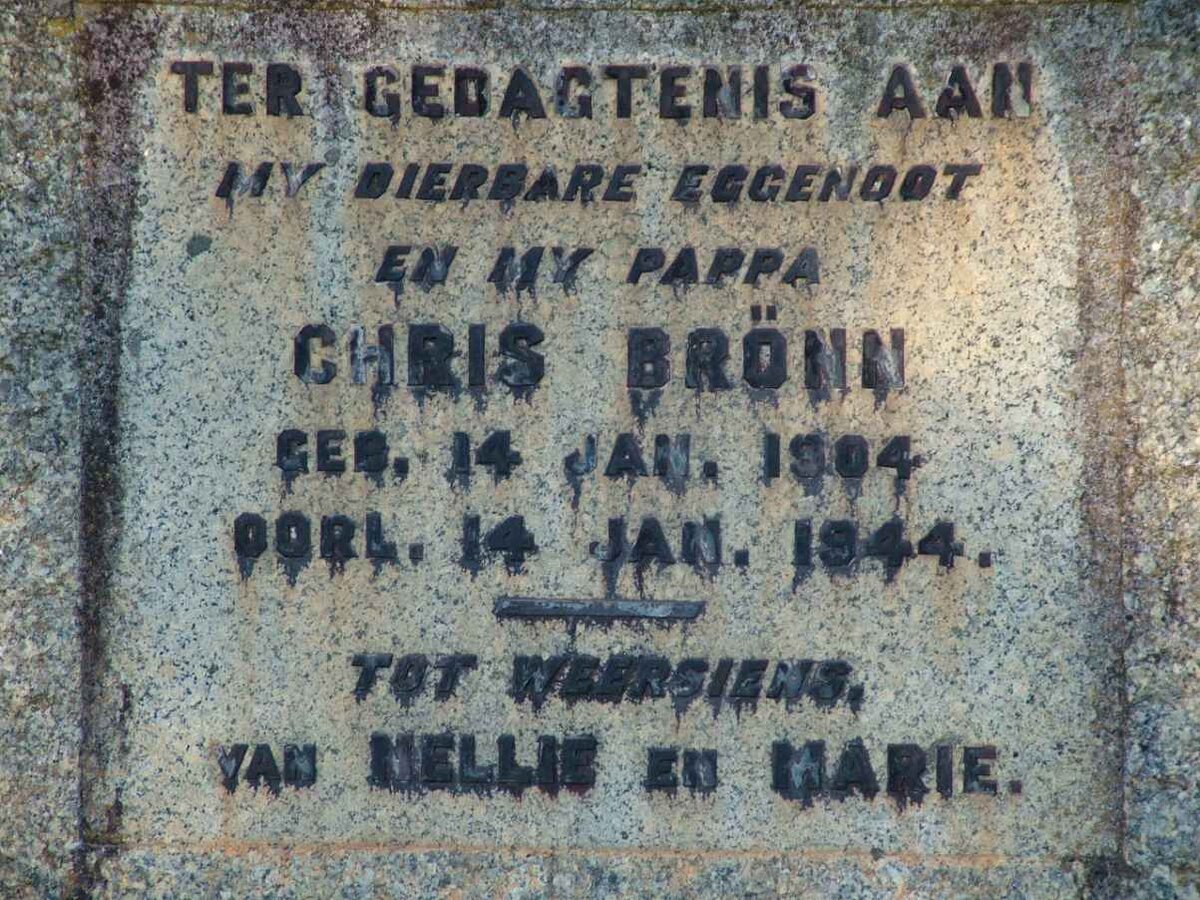 TER GEDAGTENIS AAN
MY DIERBARE EGGENOOT
EN MY PAPPA
CHRIS BRÖNN
GEB. 14 JAN. 1904
OORL. 14 JAN. 1944.
TOT WEERSIENS,
VAN NELLIE EN MARIE.